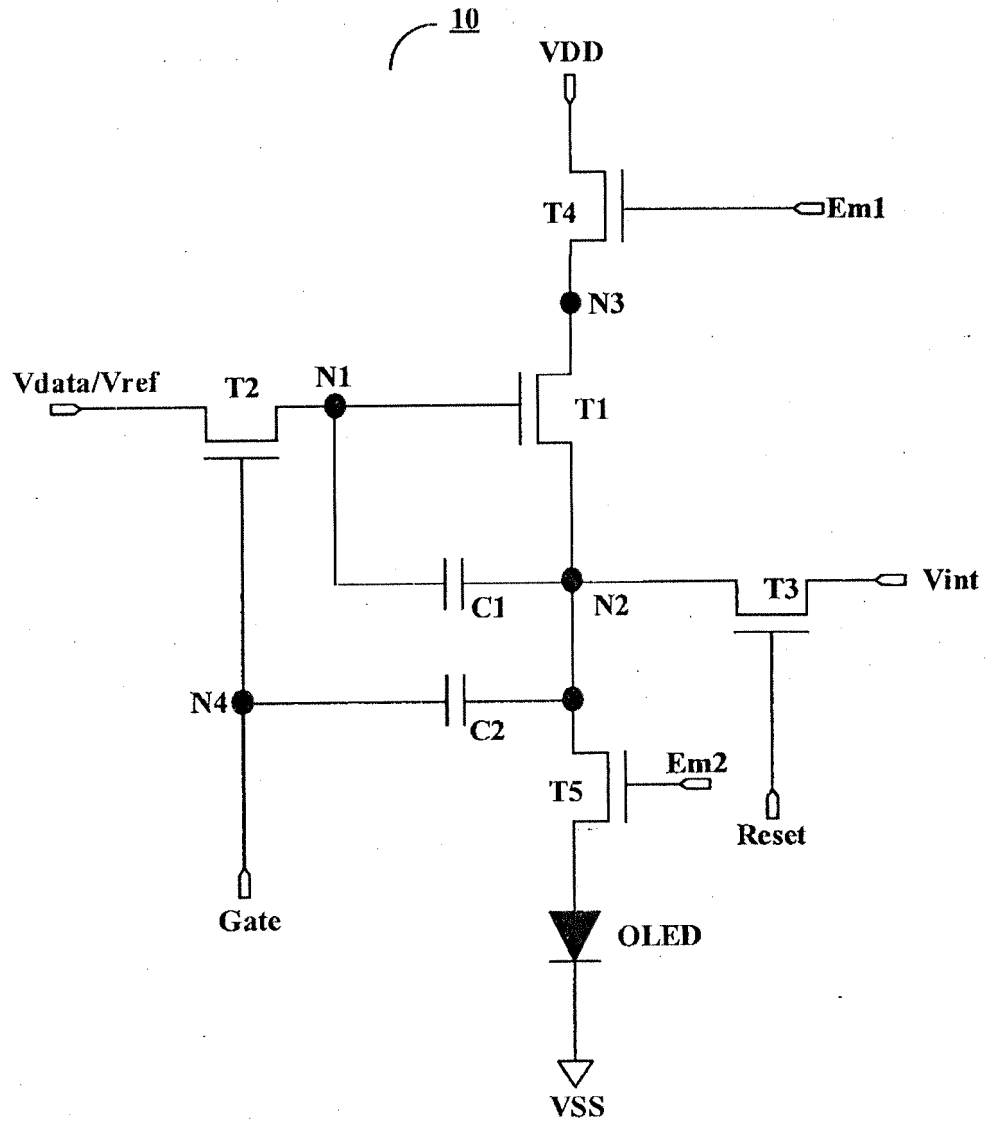 10
VDD
T4
Em1
N3
Vdata/Vref
T2
N1
T1
C1
N2
T3
Vint
N4
C2
T5
Em2
Reset
Gate
OLED
VSS